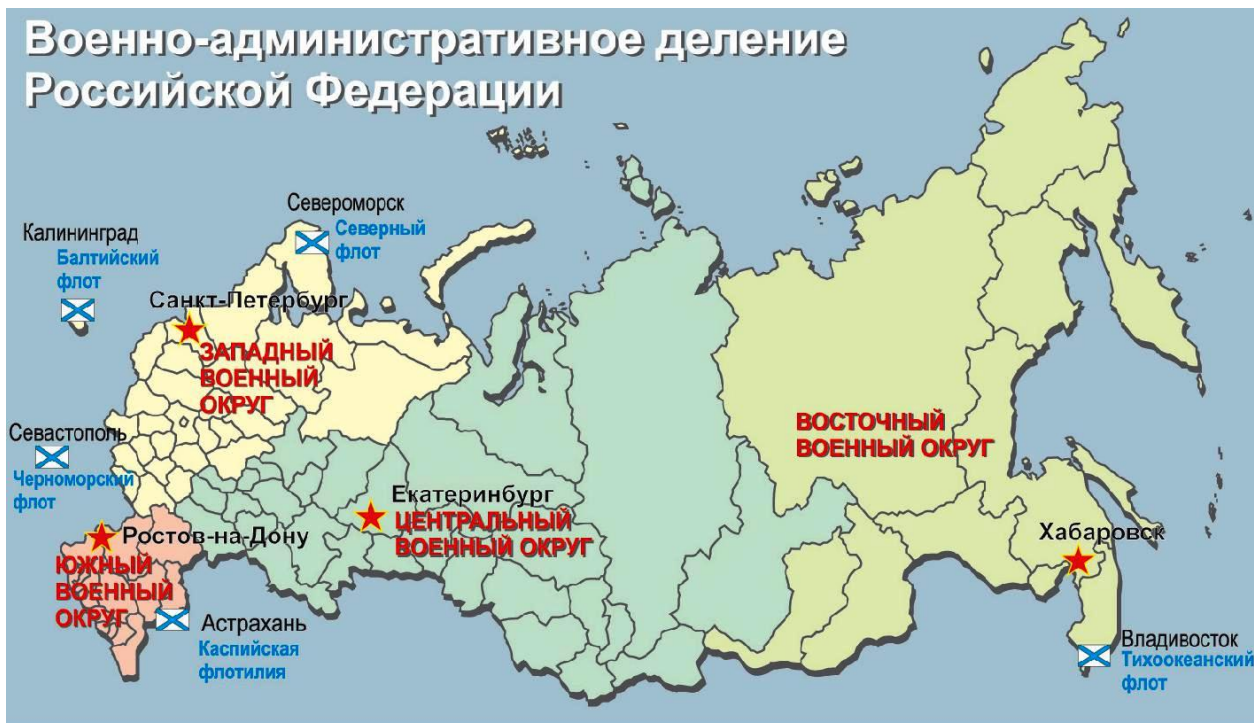 Военно-административное деление
Российской Федерации
Североморск
Северный
флот
Калининград
Балтийский
флот
Санкт-Петербург
ЗАПАДНЫЙ
ВОЕННЫЙ
ОКРУГ
Севастополь
Черноморский
флот
Екатеринбург
ЦЕНТРАЛЬНЫЙ
ВОЕННЫЙ ОКРУГ
ВОСТОЧНЫЙ
ВОЕННЫЙ ОКРУГ
Ростов-на-Дону
ЮЖНЫЙ
ВОЕННЫЙ
ОКРУГ
Астрахань
Каспийская
флотилия
Хабаровск
Владивосток
Тихоокеанский
флот